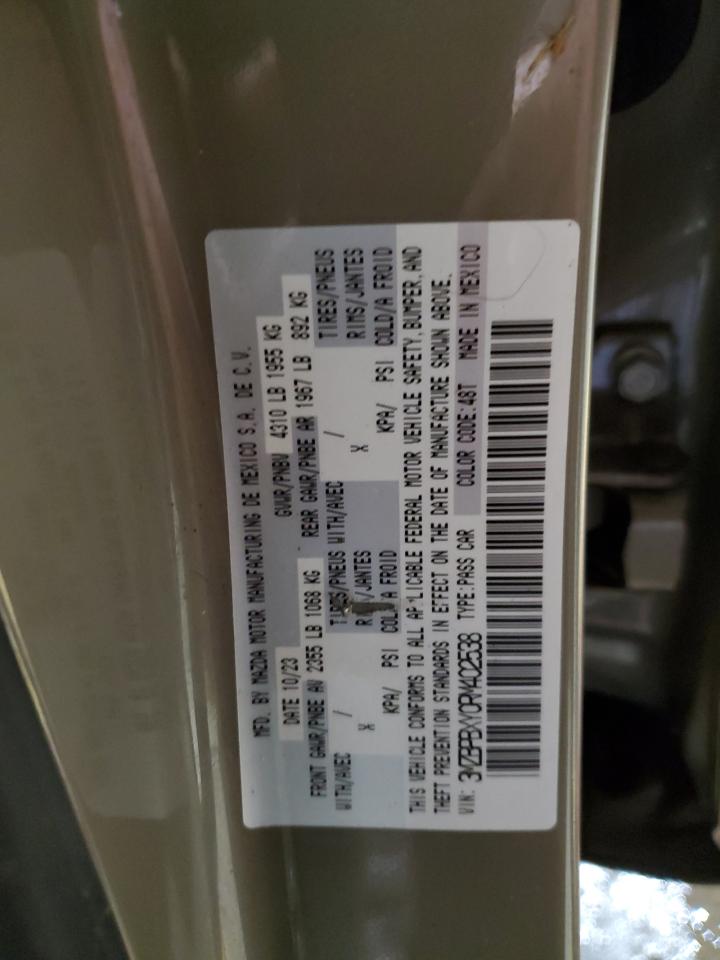 MFD. BY MAZDA MOTOR MANUFACTURING DE MEXICO S.A. DE C.V.
DATE 10/23 GVWR/PNBV 4310 LB 1955 KG
FRONT GAWR/PNBE AV 2355 LB 1068 KG REAR GAWR/PNBE AR 1967 LB 892 KG
WITH/AVEC / TIRES/PNEUS WITH/AVEC / TIRES/PNEUS
X RIMS/JANTES X RIMS/JANTES
KPA/ PSI COLD/A FROID KPA/ PSI COLD/A FROID
THIS VEHICLE CONFORMS TO ALL APPLICABLE FEDERAL MOTOR VEHICLE SAFETY, BUMPER, AND
THEFT PREVENTION STANDARDS IN EFFECT ON THE DATE OF MANUFACTURE SHOWN ABOVE.
VIN: 3MZBPBXY0RM402538 TYPE:PASS CAR COLOR CODE:48T MADE IN MEXICO